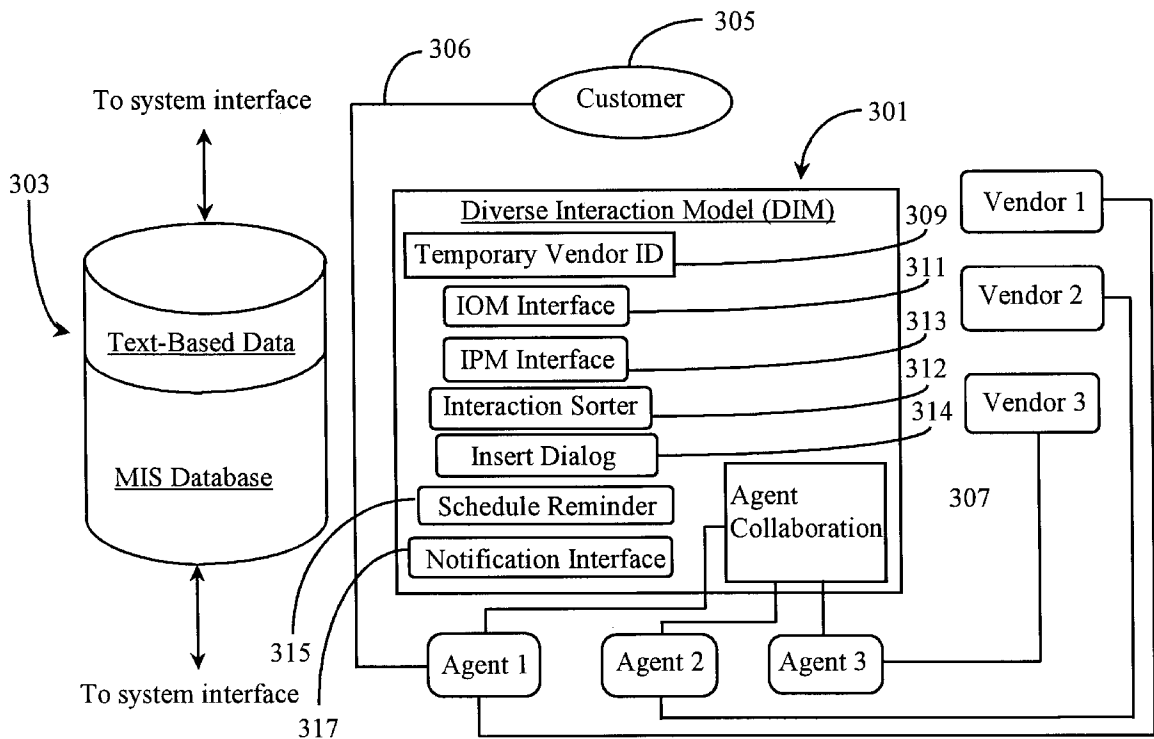 305
306
Customer
To system interface
301
303
Diverse Interaction Model (DIM)
Vendor 1
309
Temporary Vendor ID
311
IOM Interface
Vendor 2
313
Text-Based Data
IPM Interface
312
Interaction Sorter
Vendor 3
314
Insert Dialog
MIS Database
Agent
Collaboration
307
Schedule Reminder
Notification Interface
315
Agent 1
Agent 2
Agent 3
To system interface
317